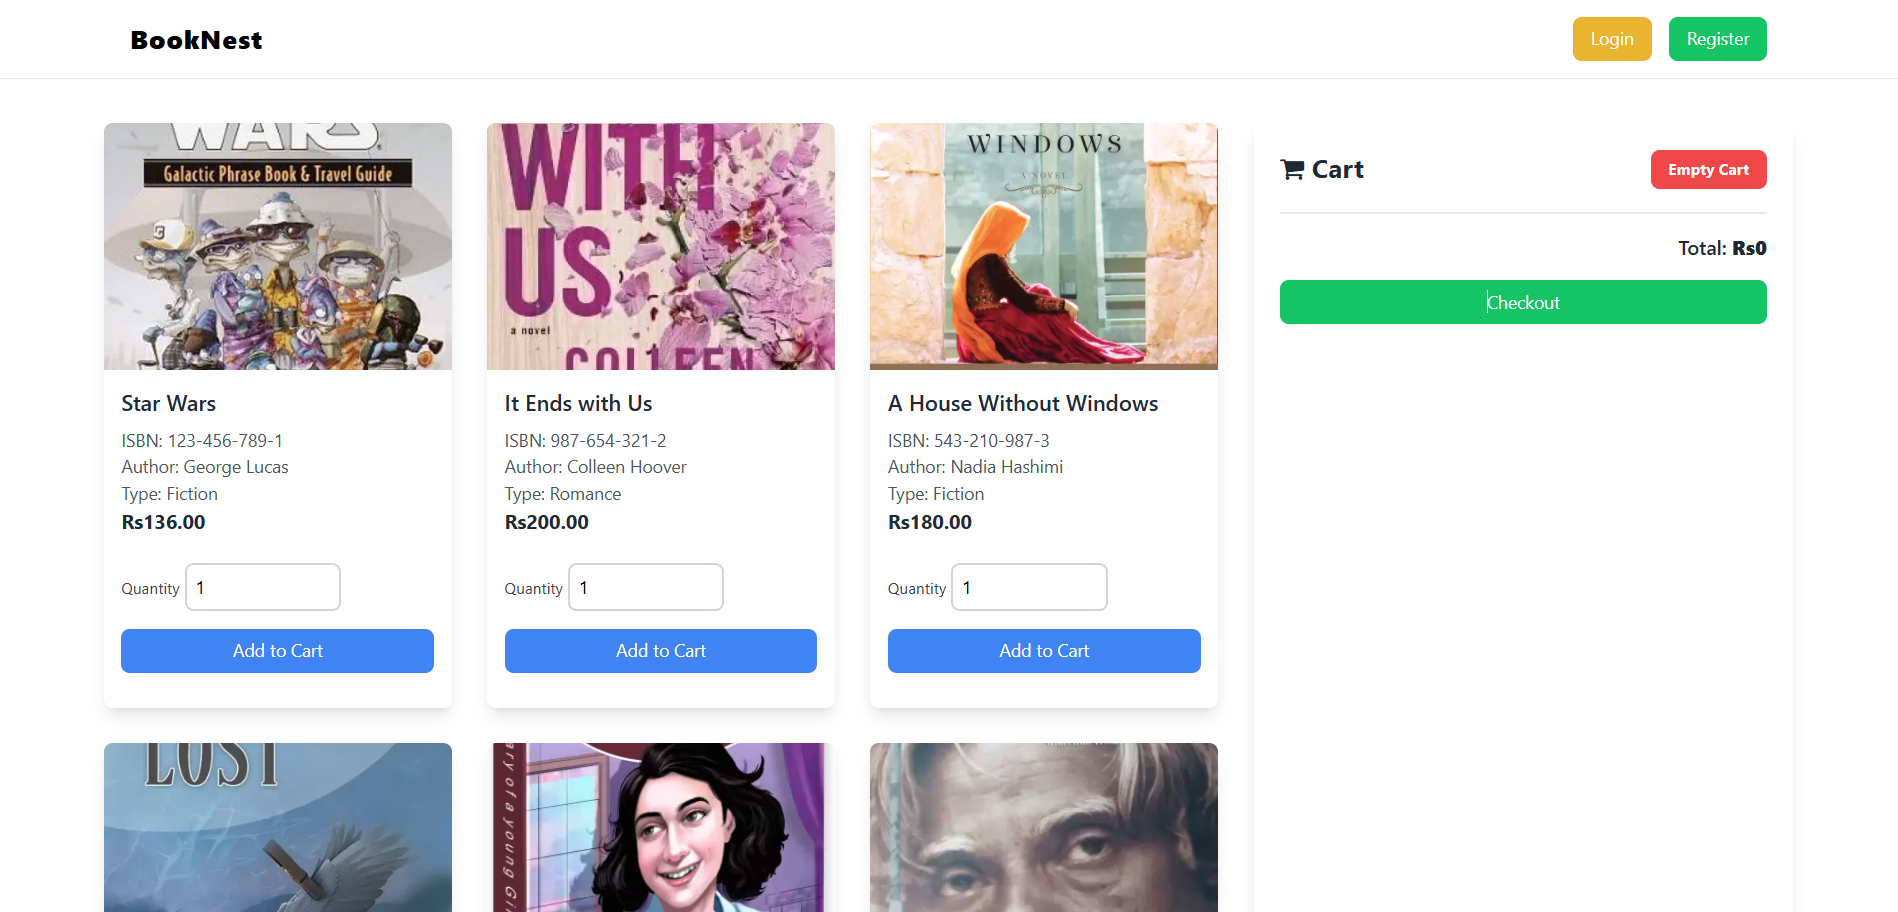 BookNest
Login
Register
WARS
Galactic Phrase Book & Travel Guide
Star Wars
ISBN: 123-456-789-1
Author: George Lucas
Type: Fiction
Rs136.00
Quantity 1
Add to Cart
WITH
US
a novel
COLLEEN
It Ends with Us
ISBN: 987-654-321-2
Author: Colleen Hoover
Type: Romance
Rs200.00
Quantity 1
Add to Cart
WINDOWS
A NOVEL
A House Without Windows
ISBN: 543-210-987-3
Author: Nadia Hashimi
Type: Fiction
Rs180.00
Quantity 1
Add to Cart
Cart
Empty Cart
Total: Rs0
Checkout
LOST
ary of a young Gi